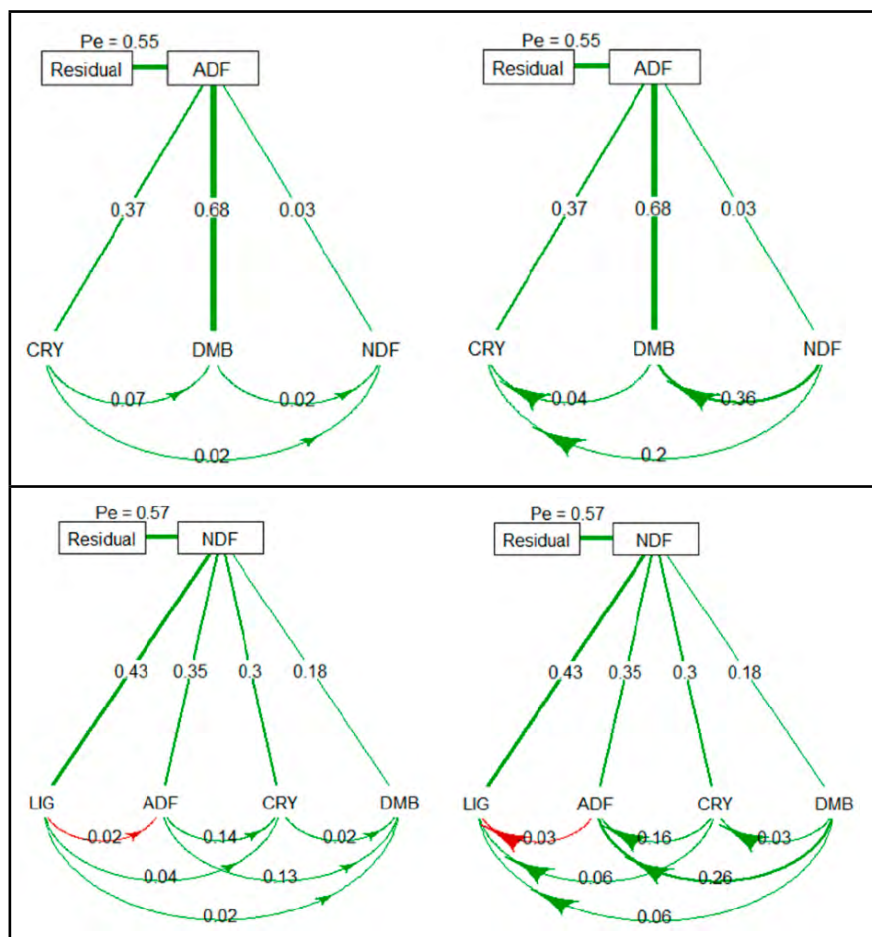 Pe = 0.55 Pe = 0.55
Residual ADF Residual ADF
0.37 0.68 0.03 0.37 0.68 0.03
CRY DMB NDF CRY DMB NDF
0.07 0.02 0.04 0.36
0.02 0.2
Pe = 0.57 Pe = 0.57
Residual NDF Residual NDF
0.43 0.35 0.3 0.18 0.43 0.35 0.3 0.18
LIG ADF CRY DMB LIG ADF CRY DMB
0.02 0.14 0.02 0.03 0.16 0.03
0.04 0.13 0.06 0.26
0.02 0.06